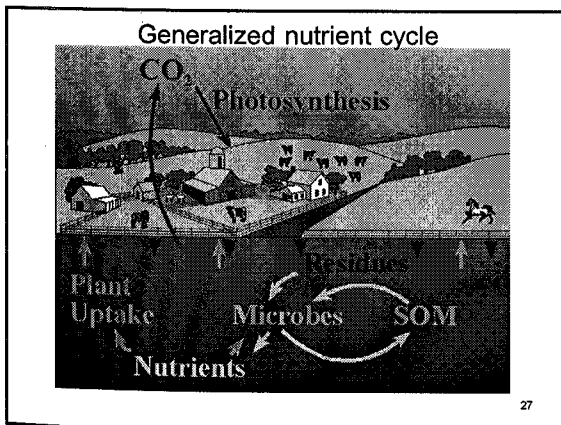 Generalized nutrient cycle
CO₂
Photosynthesis
Residues
Plant
Uptake
Microbes SOM
Nutrients
27